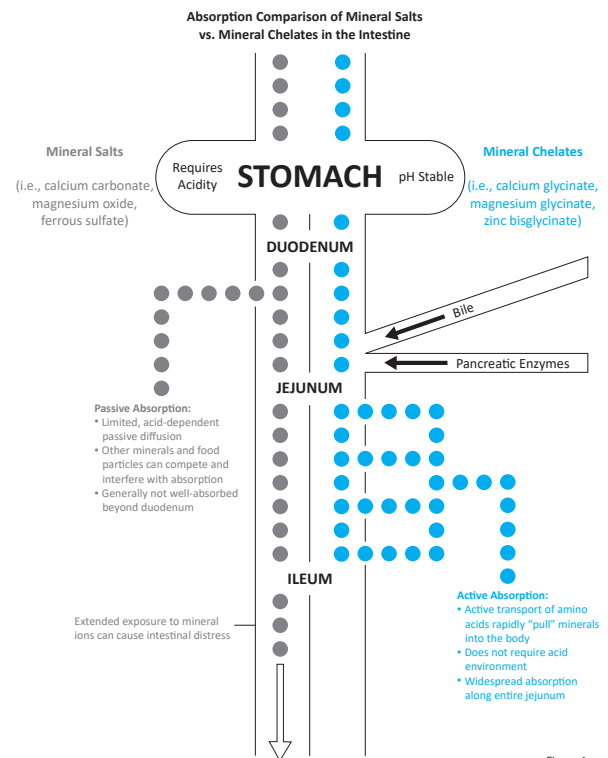 Absorption Comparison of Mineral Salts
vs. Mineral Chelates in the Intestine
Mineral Salts
(i.e., calcium carbonate,
magnesium oxide,
ferrous sulfate)
Requires
Acidity
STOMACH
pH Stable
Mineral Chelates
(i.e., calcium glycinate,
magnesium glycinate,
zinc bisglycinate)
DUODENUM
Bile
Pancreatic Enzymes
JEJUNUM
Passive Absorption:
• Limited, acid-dependent
passive diffusion
• Other minerals and food
particles can compete and
interfere with absorption
• Generally not well-absorbed
beyond duodenum
ILEUM
Extended exposure to mineral
ions can cause intestinal distress
Active Absorption:
• Active transport of amino
acids rapidly "pull" minerals
into the body
• Does not require acid
environment
• Widespread absorption
along entire jejunum